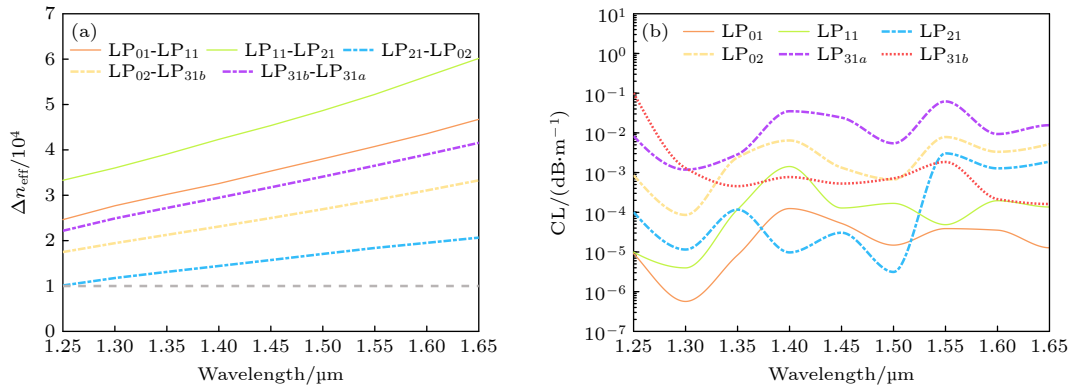 (a)
7
6
5
4
3
2
1
0
Δn_eff/10⁴
LP₀₁-LP₁₁ LP₁₁-LP₂₁ LP₂₁-LP₀₂
LP₀₂-LP₃₁b LP₃₁b-LP₃₁a
1.25 1.30 1.35 1.40 1.45 1.50 1.55 1.60 1.65
Wavelength/µm
(b)
10¹
10⁰
10⁻¹
10⁻²
10⁻³
10⁻⁴
10⁻⁵
10⁻⁶
10⁻⁷
CL/(dB·m⁻¹)
LP₀₁ LP₁₁ LP₂₁
LP₀₂ LP₃₁a LP₃₁b
1.25 1.30 1.35 1.40 1.45 1.50 1.55 1.60 1.65
Wavelength/µm